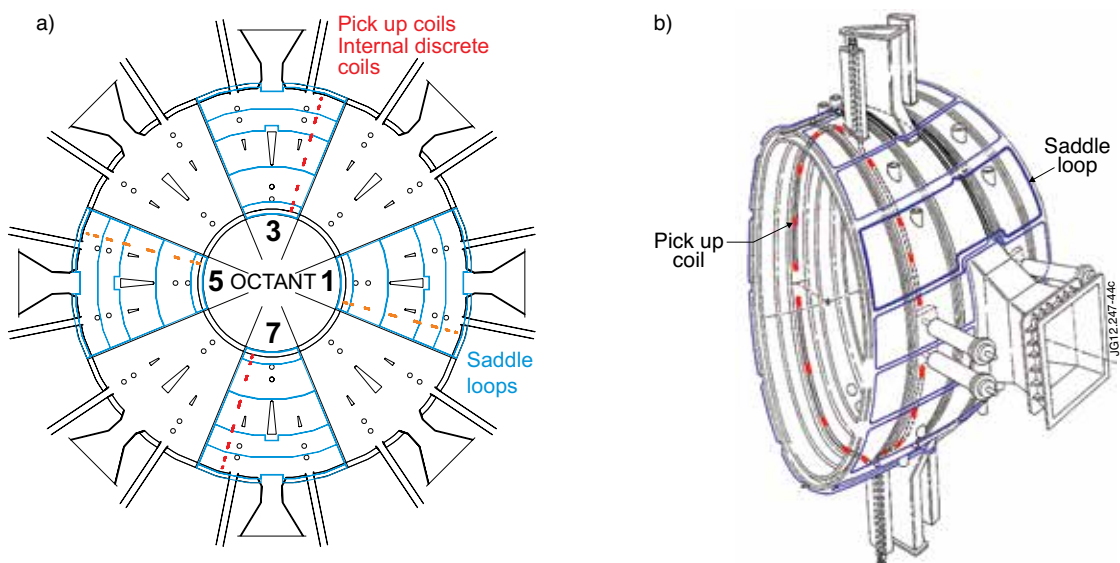 a)
Pick up coils
Internal discrete
coils
3
5 OCTANT 1
7
Saddle
loops
b)
Saddle
loop
Pick up
coil
JG12.247-44c